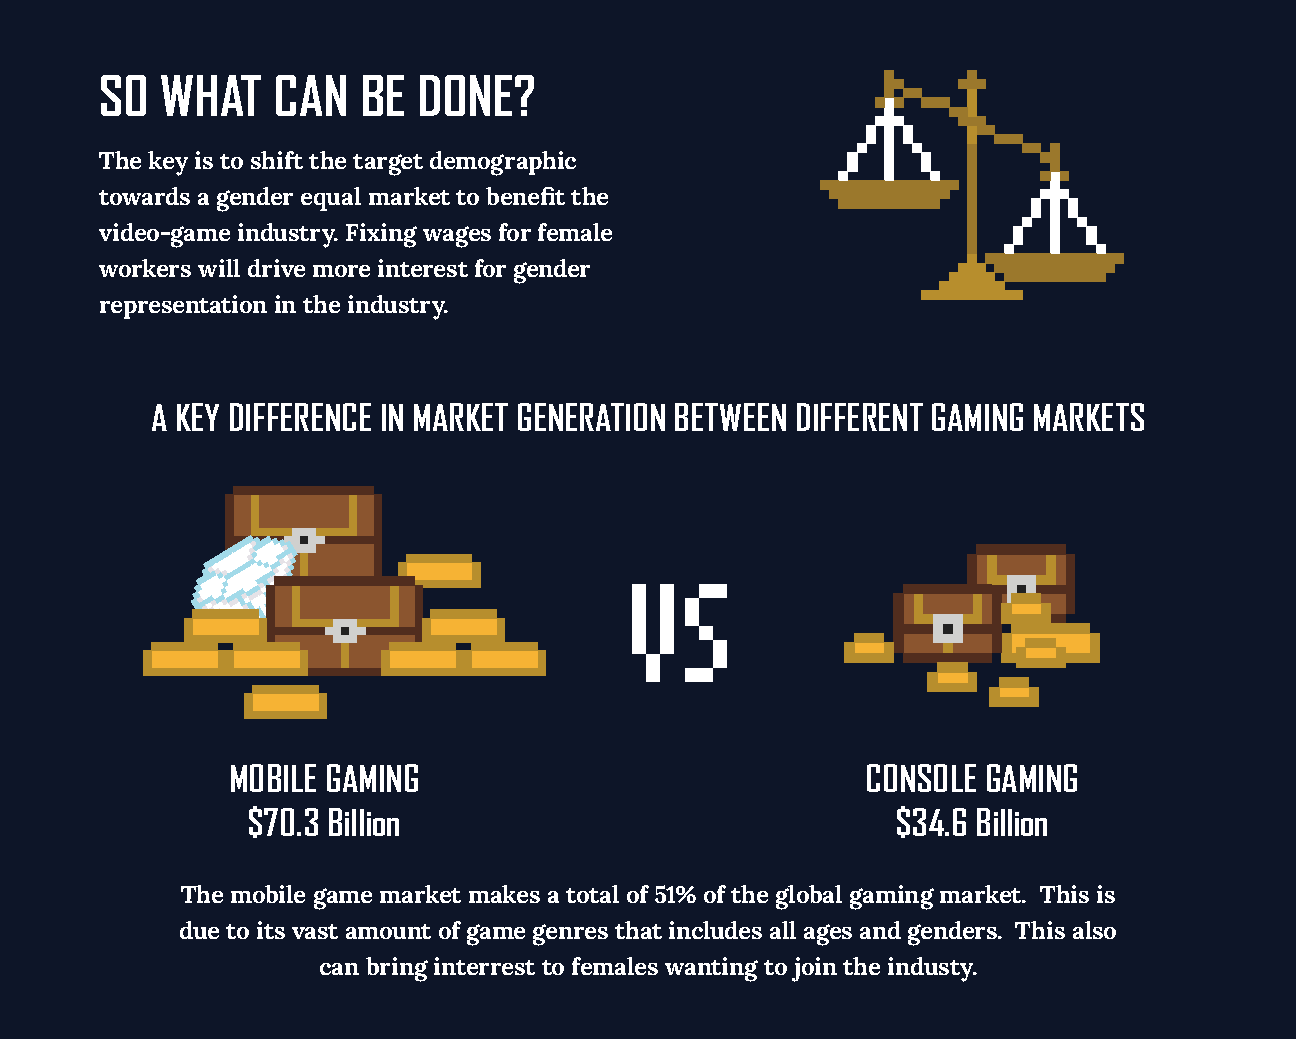 SO WHAT CAN BE DONE?
The key is to shift the target demographic
towards a gender equal market to benefit the
video-game industry. Fixing wages for female
workers will drive more interest for gender
representation in the industry.
A KEY DIFFERENCE IN MARKET GENERATION BETWEEN DIFFERENT GAMING MARKETS
VS
MOBILE GAMING
$70.3 Billion
CONSOLE GAMING
$34.6 Billion
The mobile game market makes a total of 51% of the global gaming market.  This is
due to its vast amount of game genres that includes all ages and genders.  This also
can bring interrest to females wanting to join the industy.